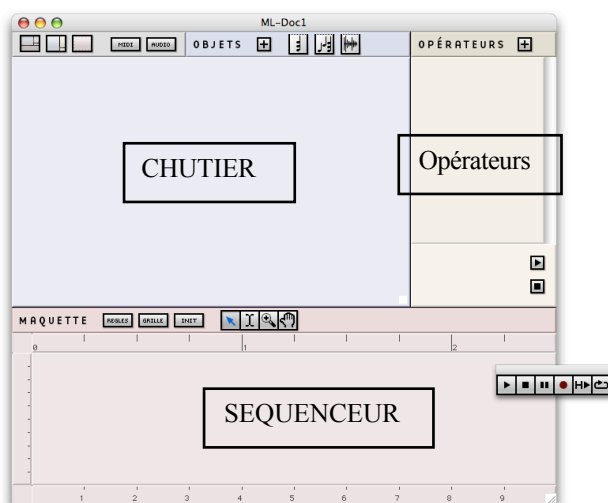 ML-Doc1
MIDI AUDIO OBJETS OPÉRATEURS
CHUTIER
Opérateurs
MAQUETTE REGLES GRILLE INIT
0 1 2
SEQUENCEUR
H
1 2 3 4 5 6 7 8 9